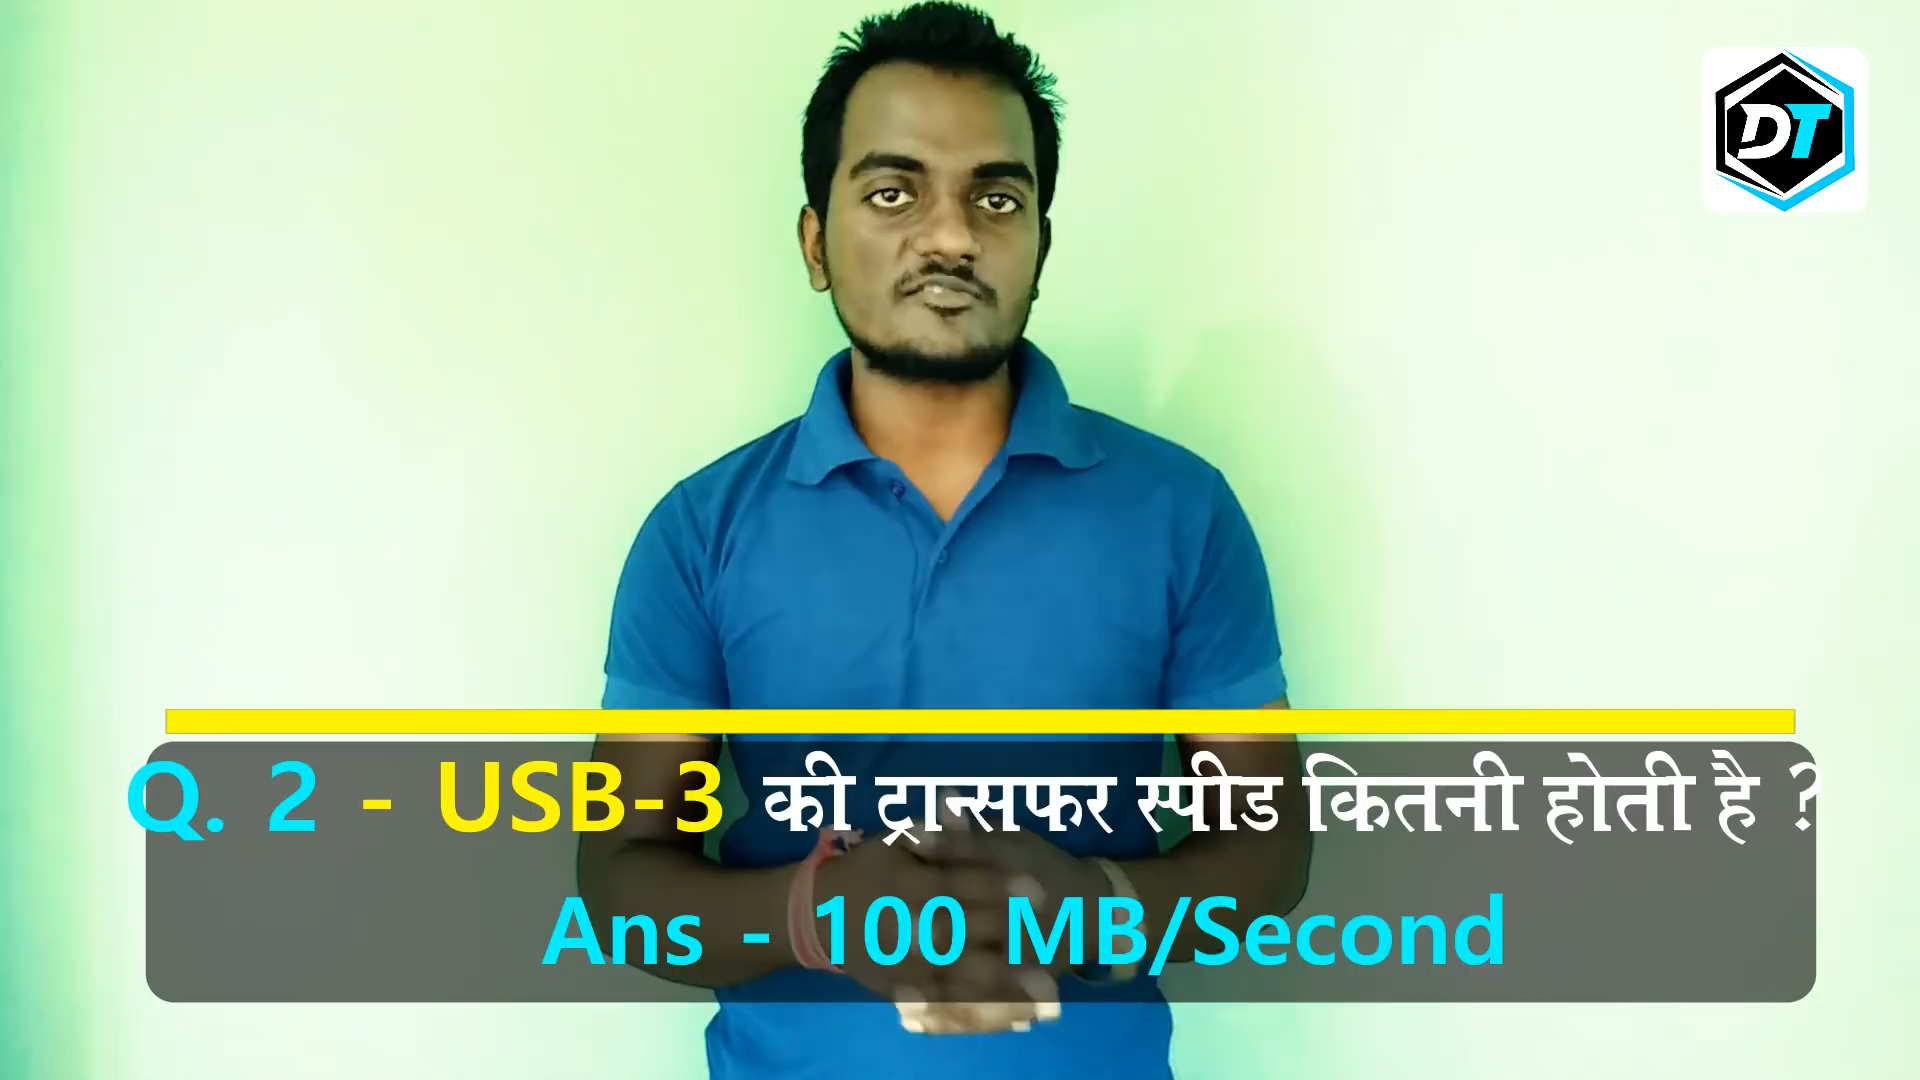 DT
Q. 2 - USB-3 की ट्रान्सफर स्पीड कितनी होती है ?
Ans - 100 MB/Second